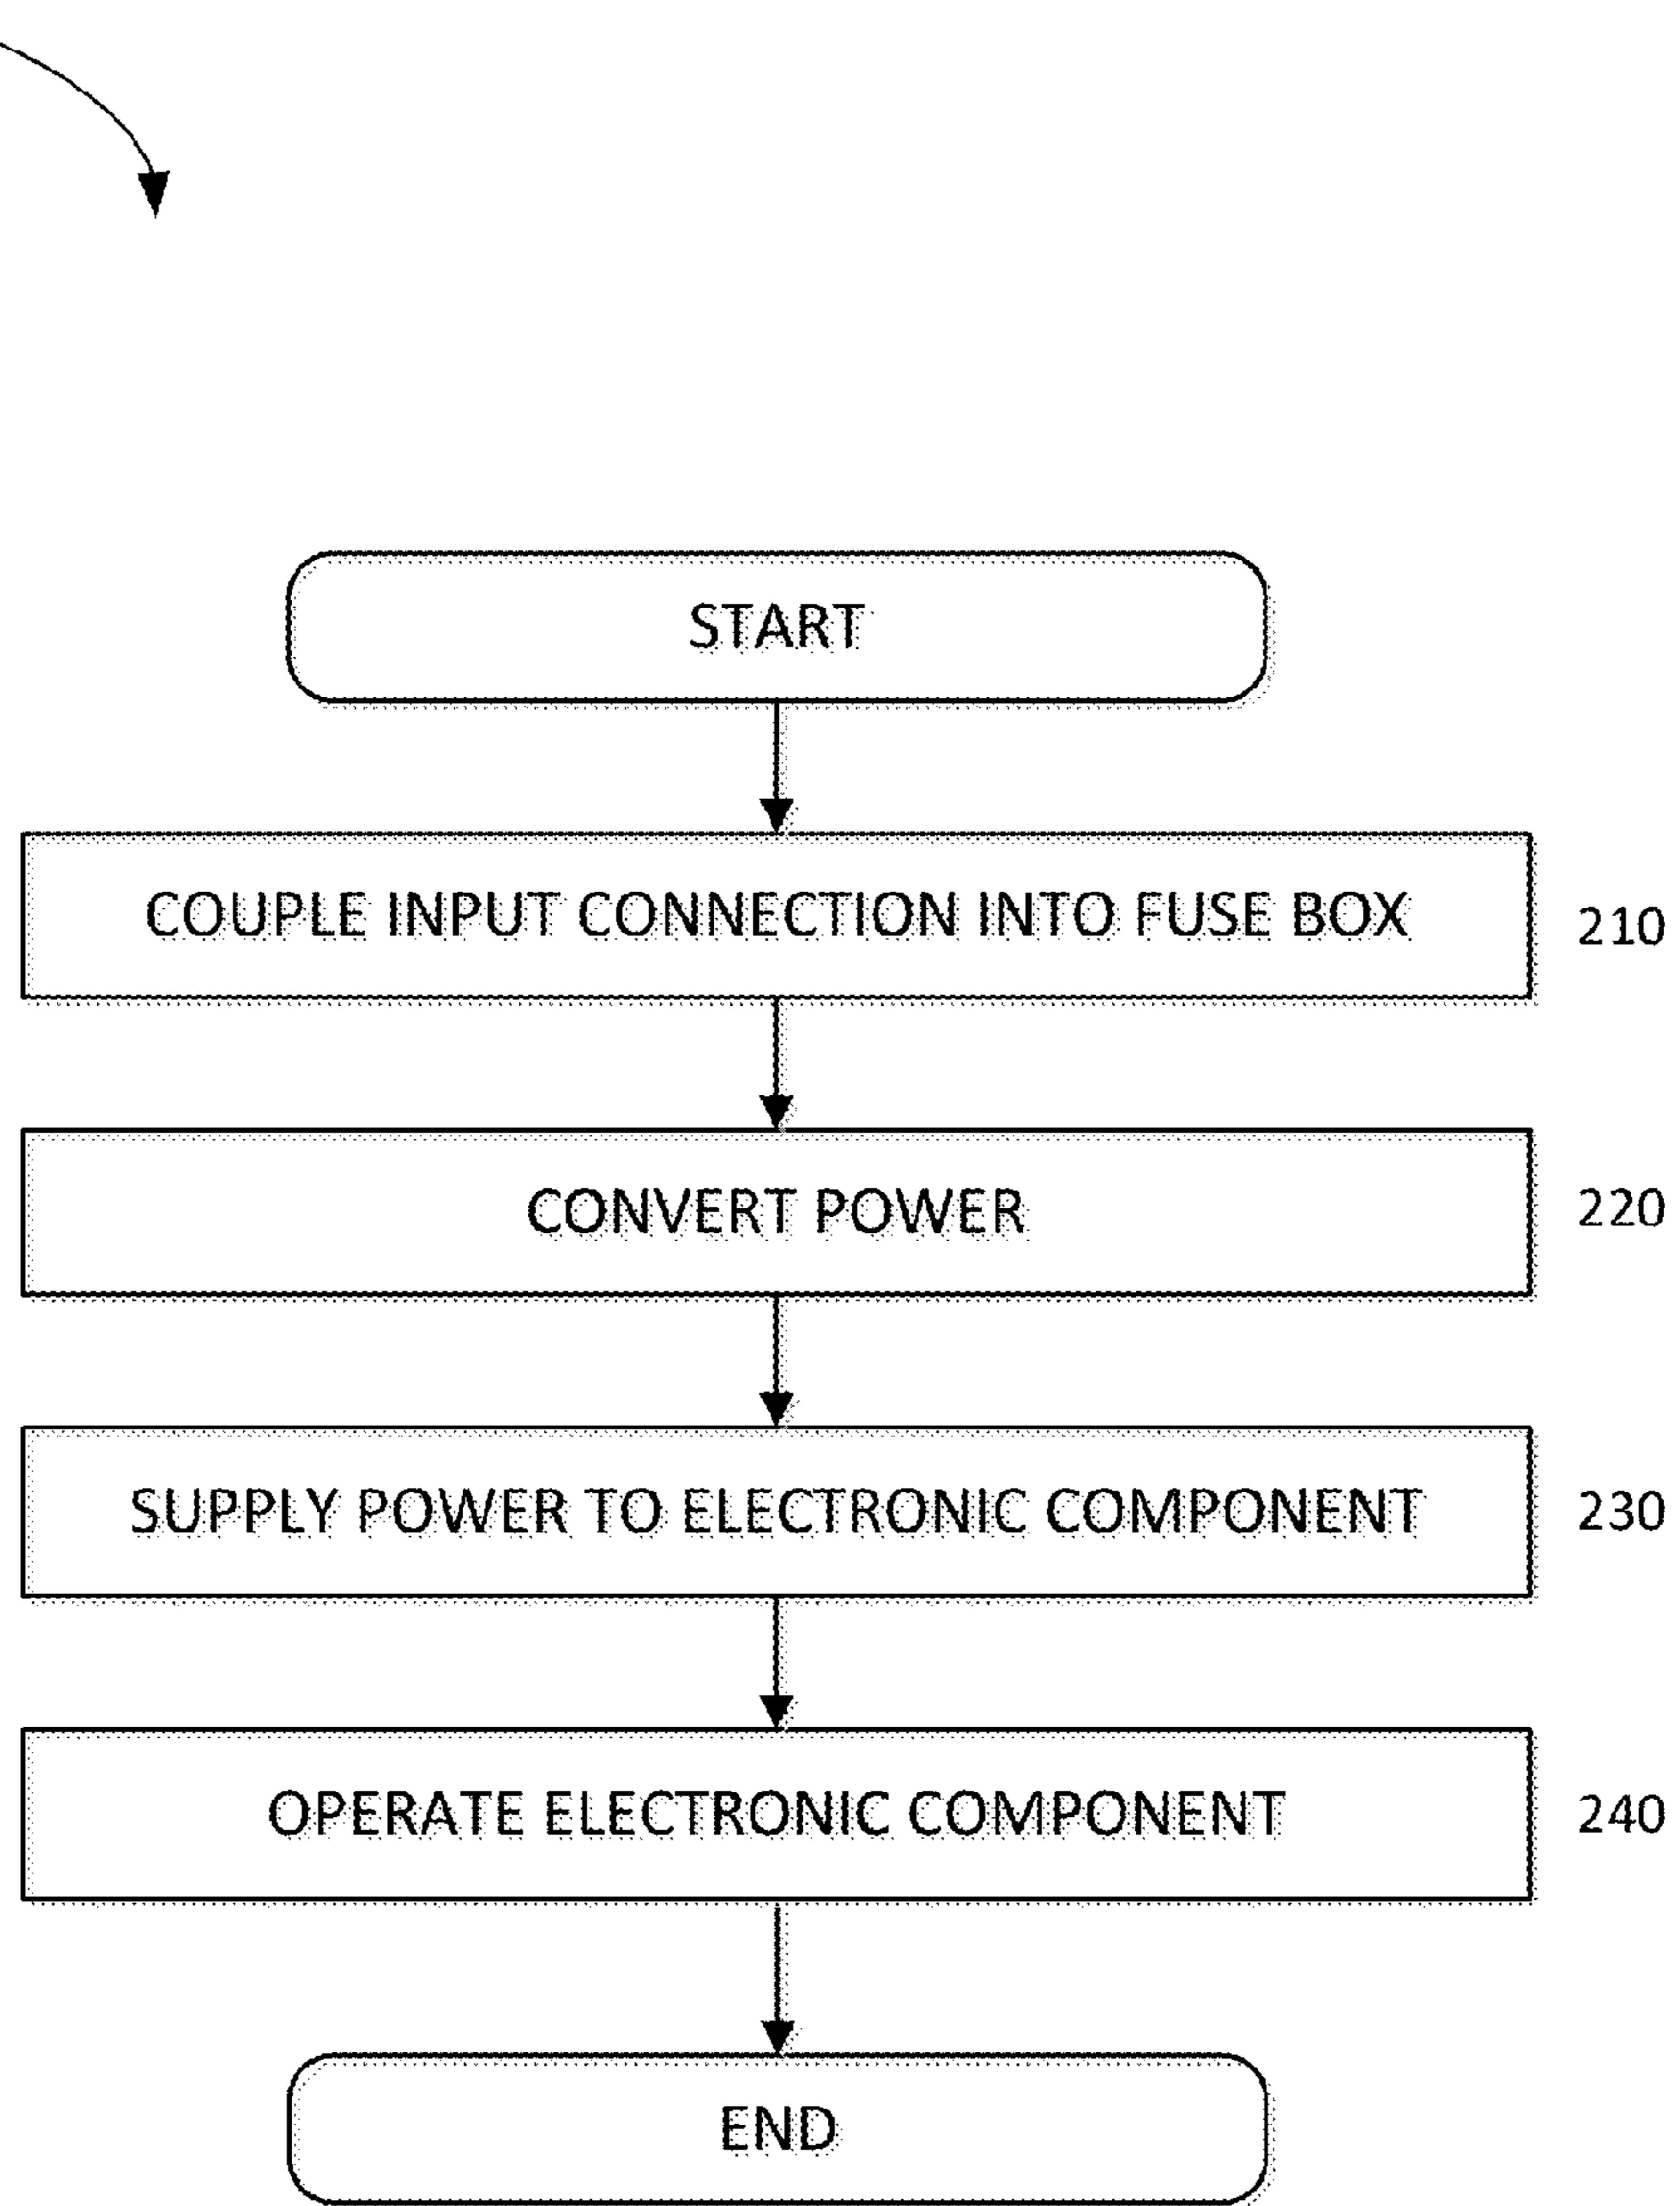 START
COUPLE INPUT CONNECTION INTO FUSE BOX
210
CONVERT POWER
220
SUPPLY POWER TO ELECTRONIC COMPONENT
230
OPERATE ELECTRONIC COMPONENT
240
END